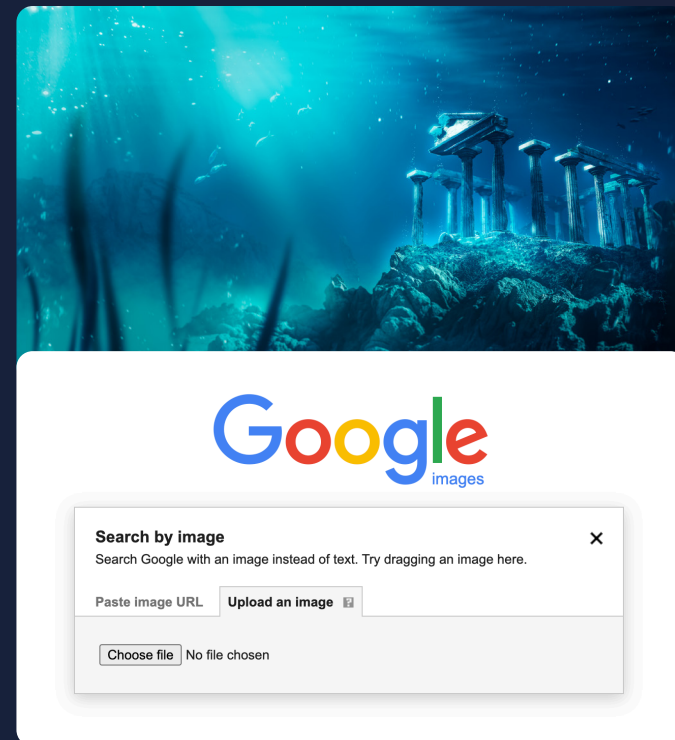 Google
images
Search by image
Search Google with an image instead of text. Try dragging an image here.
Paste image URL Upload an image ?
Choose file No file chosen